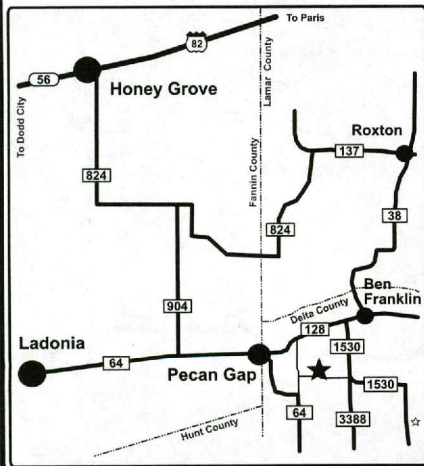 To Paris
82
Lamar County
56
Honey Grove
To Dodd City
Roxton
137
Fannin County
824
38
824
Ben
Franklin
Delta County
904
128
Ladonia
1530
64
Pecan Gap
1530
64
3388
Hunt County